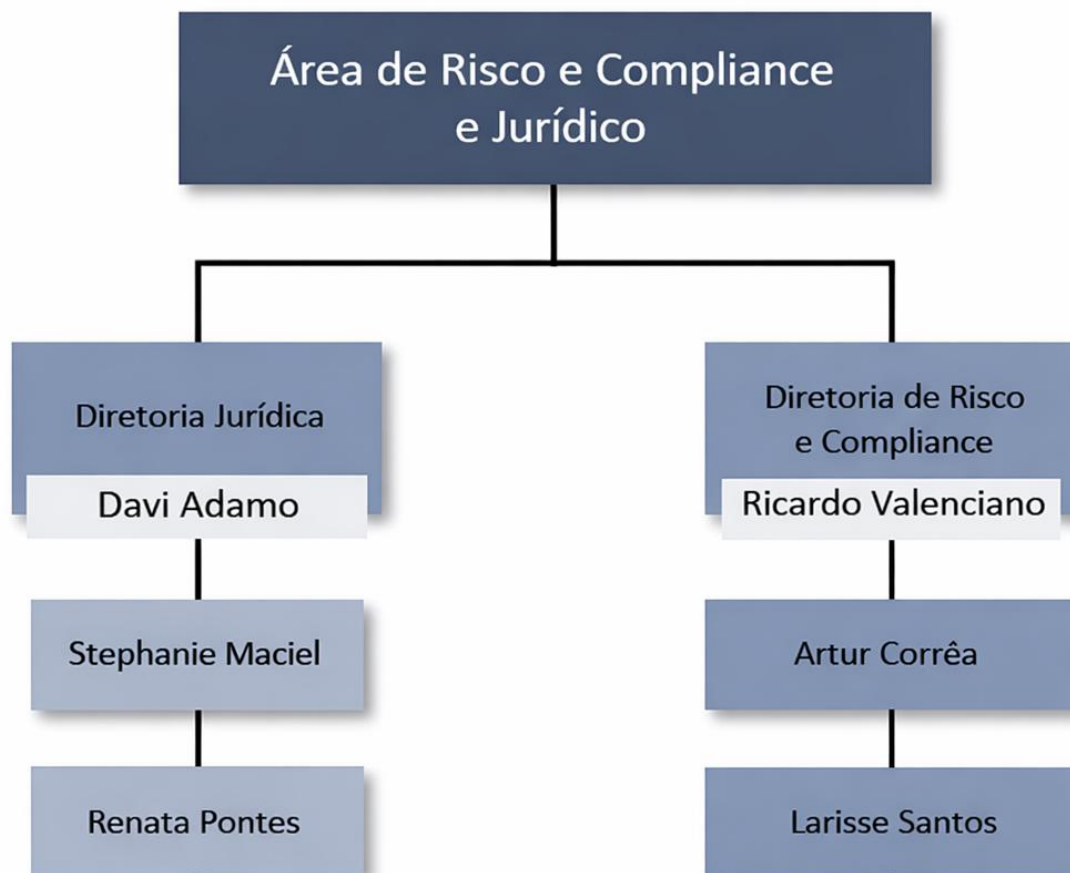 Área de Risco e Compliance
e Jurídico
Diretoria Jurídica
Davi Adamo
Stephanie Maciel
Renata Pontes
Diretoria de Risco
e Compliance
Ricardo Valenciano
Artur Corrêa
Larisse Santos